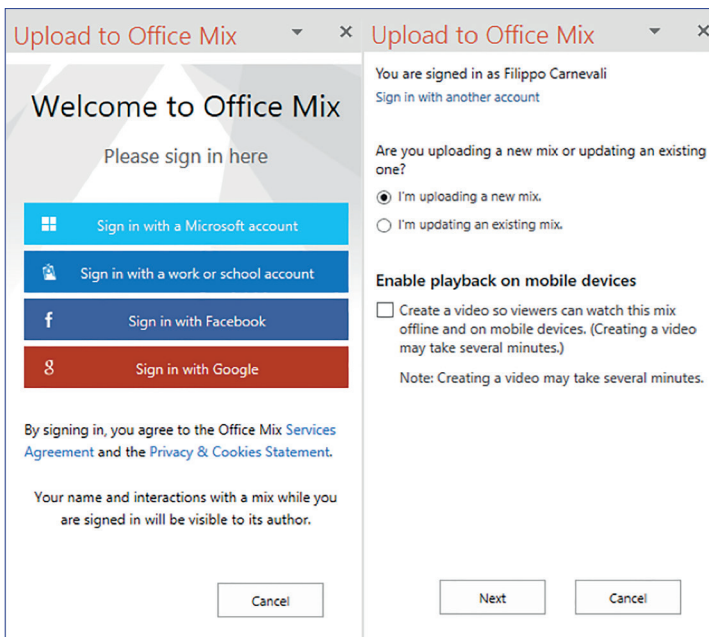 Upload to Office Mix
Welcome to Office Mix
Please sign in here
Sign in with a Microsoft account
Sign in with a work or school account
f Sign in with Facebook
8 Sign in with Google
By signing in, you agree to the Office Mix Services
Agreement and the Privacy & Cookies Statement.
Your name and interactions with a mix while you
are signed in will be visible to its author.
Cancel
Upload to Office Mix
You are signed in as Filippo Carnevali
Sign in with another account
Are you uploading a new mix or updating an existing
one?
I'm uploading a new mix.
I'm updating an existing mix.
Enable playback on mobile devices
Create a video so viewers can watch this mix
offline and on mobile devices. (Creating a video
may take several minutes.)
Note: Creating a video may take several minutes.
Next Cancel